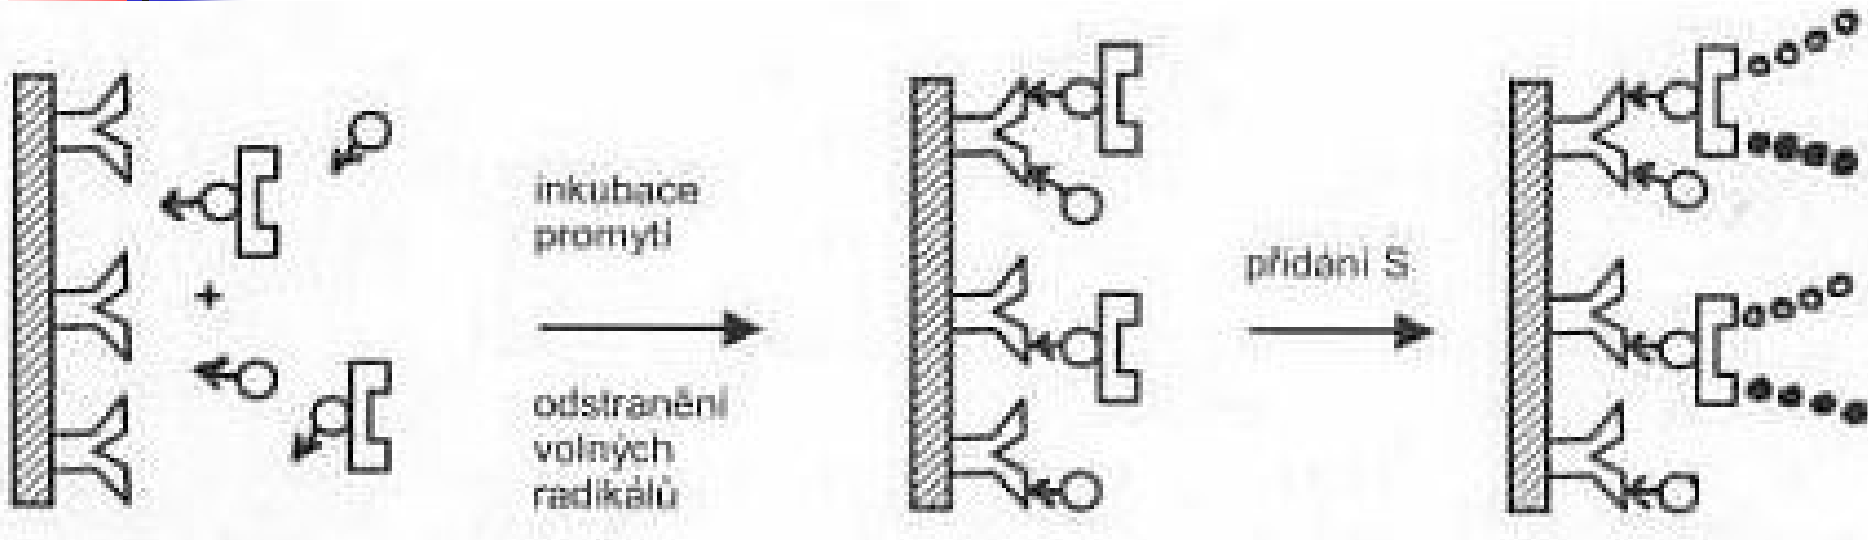 inkubace
promytí
odstranění
volných
radikálů
přidání S
+